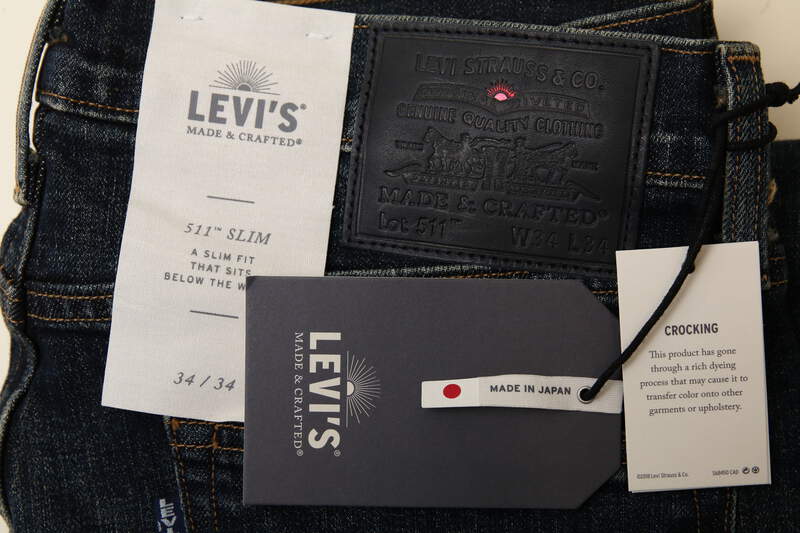 LEVI'S®
MADE & CRAFTED®
511™ SLIM
A SLIM FIT
THAT SITS
BELOW THE
34 / 34
LEVI STRAUSS & CO.
GENUINE QUALITY CLOTHING
MADE & CRAFTED®
Lot 511™
W34 L34
LEVI'S®
MADE & CRAFTED®
MADE IN JAPAN
CROCKING
This product has gone
through a rich dyeing
process that may cause it to
transfer color onto other
garments or upholstery.
©2018 Levi Strauss & Co.